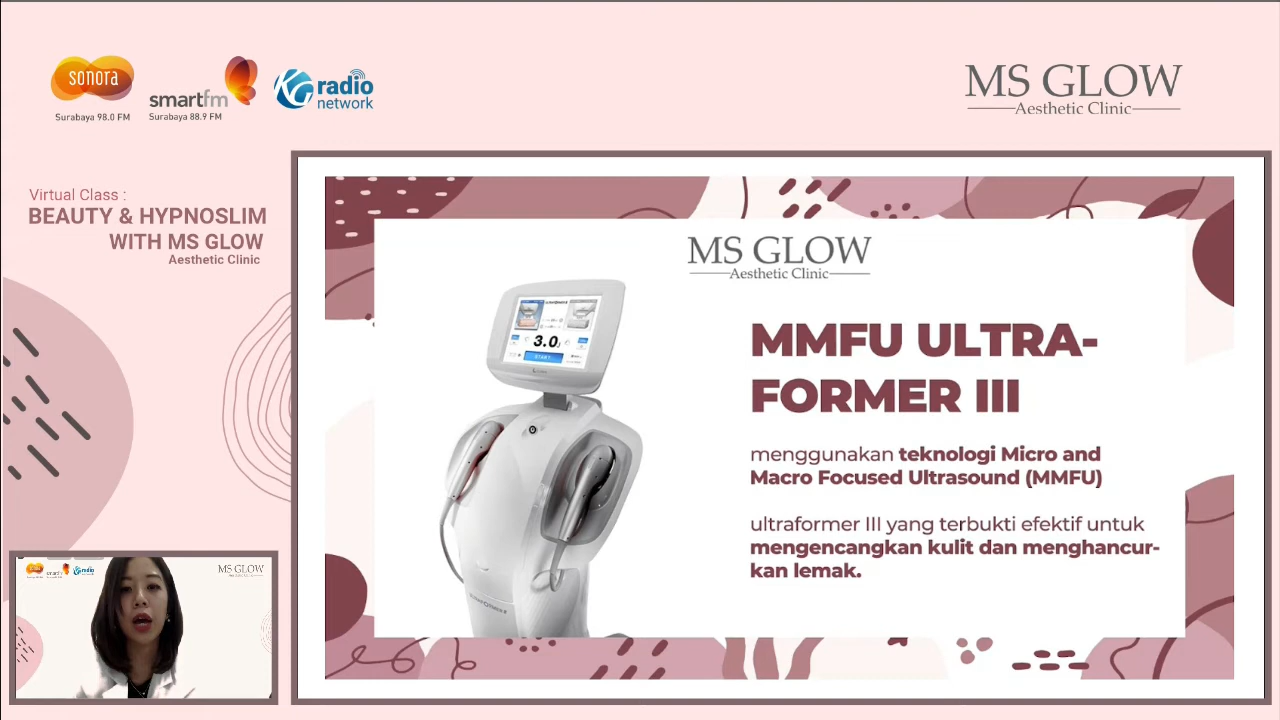 sonora
Surabaya 98.0 FM
smartfm
Surabaya 88.9 FM
KG radio network
MS GLOW
Aesthetic Clinic
Virtual Class :
BEAUTY & HYPNOSLIM
WITH MS GLOW
Aesthetic Clinic
MS GLOW
Aesthetic Clinic
3.0
START
MMFU ULTRA-
FORMER III
menggunakan teknologi Micro and
Macro Focused Ultrasound (MMFU)
ultraformer III yang terbukti efektif untuk
mengencangkan kulit dan menghancur-
kan lemak.
radio
MS GLOW